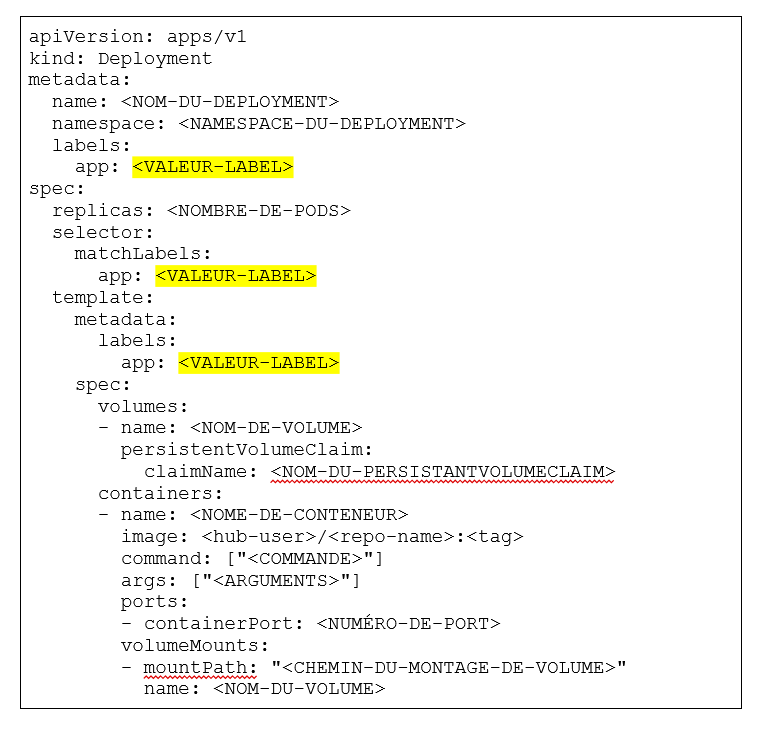 apiVersion: apps/v1
kind: Deployment
metadata:
  name: <NOM-DU-DEPLOYMENT>
  namespace: <NAMESPACE-DU-DEPLOYMENT>
  labels:
    app: <VALEUR-LABEL>
spec:
  replicas: <NOMBRE-DE-PODS>
  selector:
    matchLabels:
      app: <VALEUR-LABEL>
  template:
    metadata:
      labels:
        app: <VALEUR-LABEL>
    spec:
      volumes:
      - name: <NOM-DE-VOLUME>
        persistentVolumeClaim:
          claimName: <NOM-DU-PERSISTANTVOLUMECLAIM>
      containers:
      - name: <NOME-DE-CONTENEUR>
        image: <hub-user>/<repo-name>:<tag>
        command: ["<COMMANDE>"]
        args: ["<ARGUMENTS>"]
        ports:
        - containerPort: <NUMÉRO-DE-PORT>
        volumeMounts:
        - mountPath: "<CHEMIN-DU-MONTAGE-DE-VOLUME>"
          name: <NOM-DU-VOLUME>